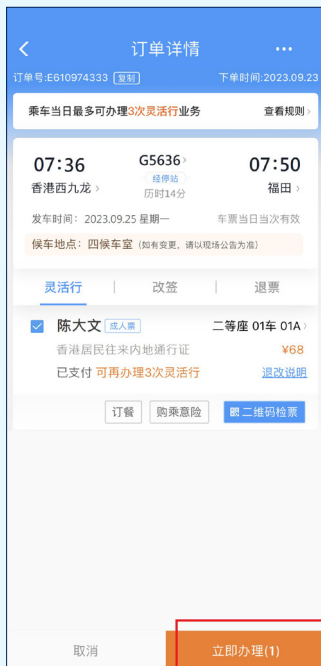 订单详情
订单号:E610974333 复制 下单时间:2023.09.23
乘车当日最多可办理3次灵活行业务 查看规则
07:36 G5636 07:50
香港西九龙 经停站 福田
历时14分
发车时间：2023.09.25 星期一 车票当日当次有效
候车地点：四候车室 (如有变更，请以现场公告为准)
灵活行 改签 退票
陈大文 成人票 二等座 01车 01A
香港居民往来内地通行证 ¥68
已支付 可再办理3次灵活行 退改说明
订餐 购乘意险 二维码检票
取消 立即办理(1)